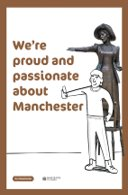 We're
proud and
passionate
about
Manchester